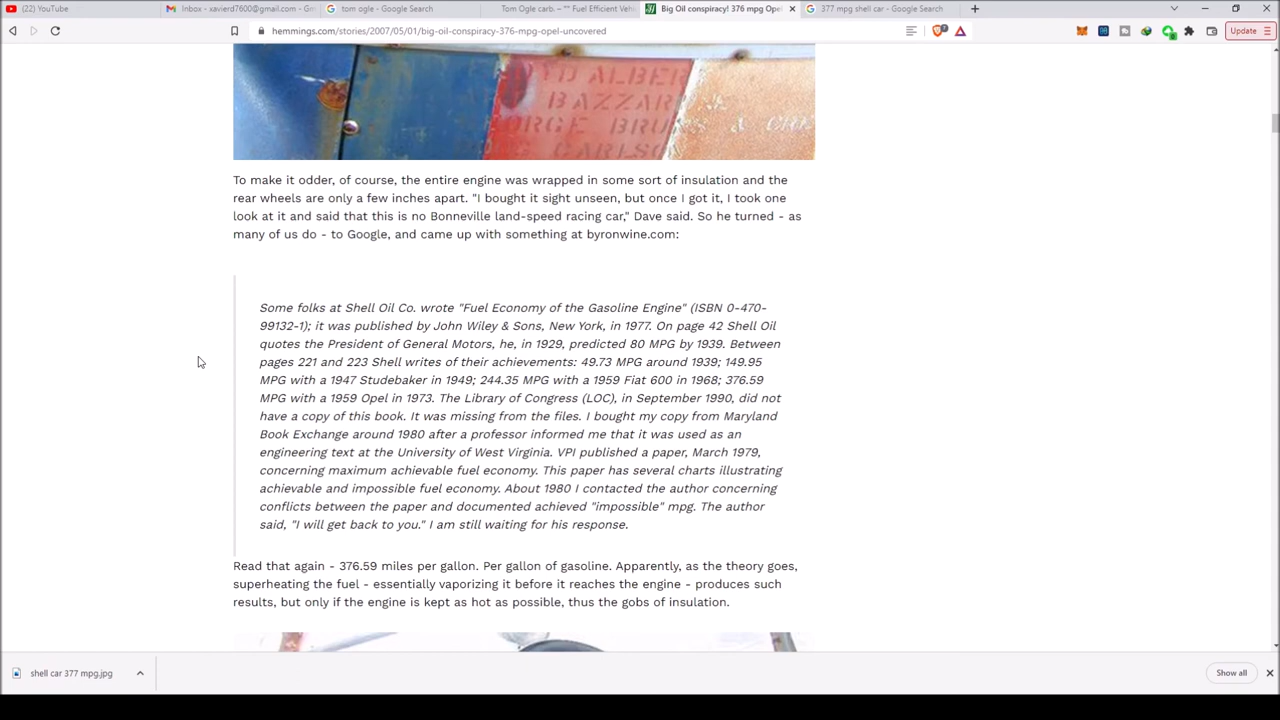 (22) YouTube
Inbox - xavierd7600@gmail.com - Gm
tom ogle - Google Search
Tom Ogle carb. – "" Fuel Efficient Vehi
Big Oil conspiracy! 376 mpg Opel
377 mpg shell car - Google Search
hemmings.com/stories/2007/05/01/big-oil-conspiracy-376-mpg-opel-uncovered
Update
ALBER
BAZZAR
ORGE BRU
& CRE
CARLSO
To make it odder, of course, the entire engine was wrapped in some sort of insulation and the
rear wheels are only a few inches apart. "I bought it sight unseen, but once I got it, I took one
look at it and said that this is no Bonneville land-speed racing car," Dave said. So he turned - as
many of us do - to Google, and came up with something at byronwine.com:
Some folks at Shell Oil Co. wrote "Fuel Economy of the Gasoline Engine" (ISBN 0-470-
99132-1); it was published by John Wiley & Sons, New York, in 1977. On page 42 Shell Oil
quotes the President of General Motors, he, in 1929, predicted 80 MPG by 1939. Between
pages 221 and 223 Shell writes of their achievements: 49.73 MPG around 1939; 149.95
MPG with a 1947 Studebaker in 1949; 244.35 MPG with a 1959 Fiat 600 in 1968; 376.59
MPG with a 1959 Opel in 1973. The Library of Congress (LOC), in September 1990, did not
have a copy of this book. It was missing from the files. I bought my copy from Maryland
Book Exchange around 1980 after a professor informed me that it was used as an
engineering text at the University of West Virginia. VPI published a paper, March 1979,
concerning maximum achievable fuel economy. This paper has several charts illustrating
achievable and impossible fuel economy. About 1980 I contacted the author concerning
conflicts between the paper and documented achieved "impossible" mpg. The author
said, "I will get back to you." I am still waiting for his response.
Read that again - 376.59 miles per gallon. Per gallon of gasoline. Apparently, as the theory goes,
superheating the fuel - essentially vaporizing it before it reaches the engine - produces such
results, but only if the engine is kept as hot as possible, thus the gobs of insulation.
shell car 377 mpg.jpg
Show all